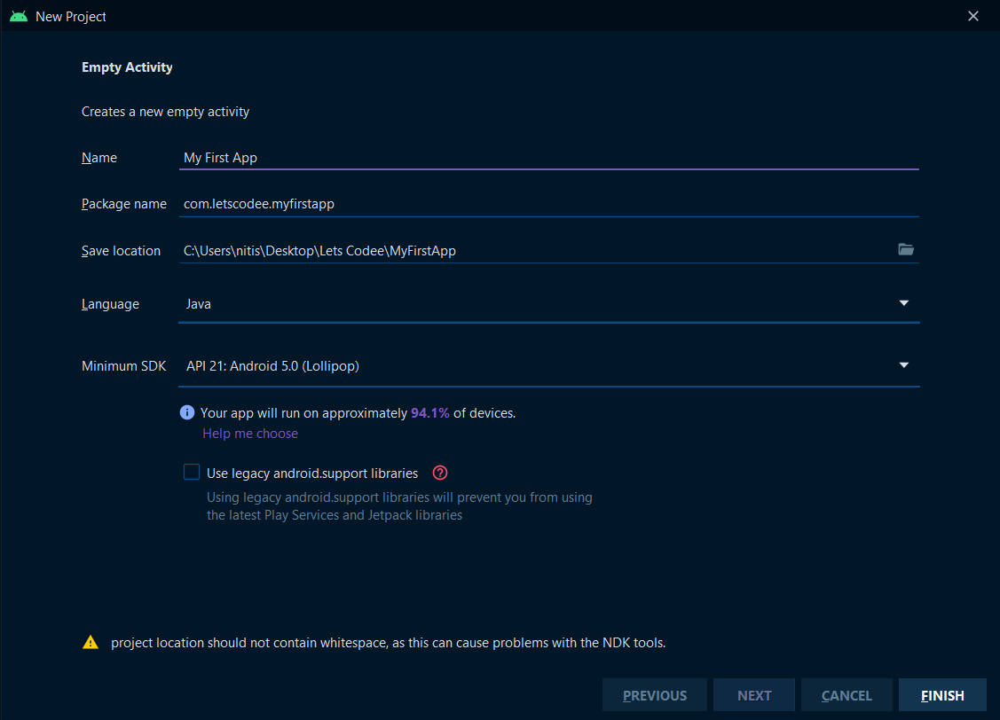 New Project
Empty Activity
Creates a new empty activity
Name My First App
Package name com.letscodee.myfirstapp
Save location C:\Users\nitis\Desktop\Lets Codee\MyFirstApp
Language Java
Minimum SDK API 21: Android 5.0 (Lollipop)
Your app will run on approximately 94.1% of devices.
Help me choose
Use legacy android.support libraries
Using legacy android.support libraries will prevent you from using
the latest Play Services and Jetpack libraries
project location should not contain whitespace, as this can cause problems with the NDK tools.
PREVIOUS NEXT CANCEL FINISH